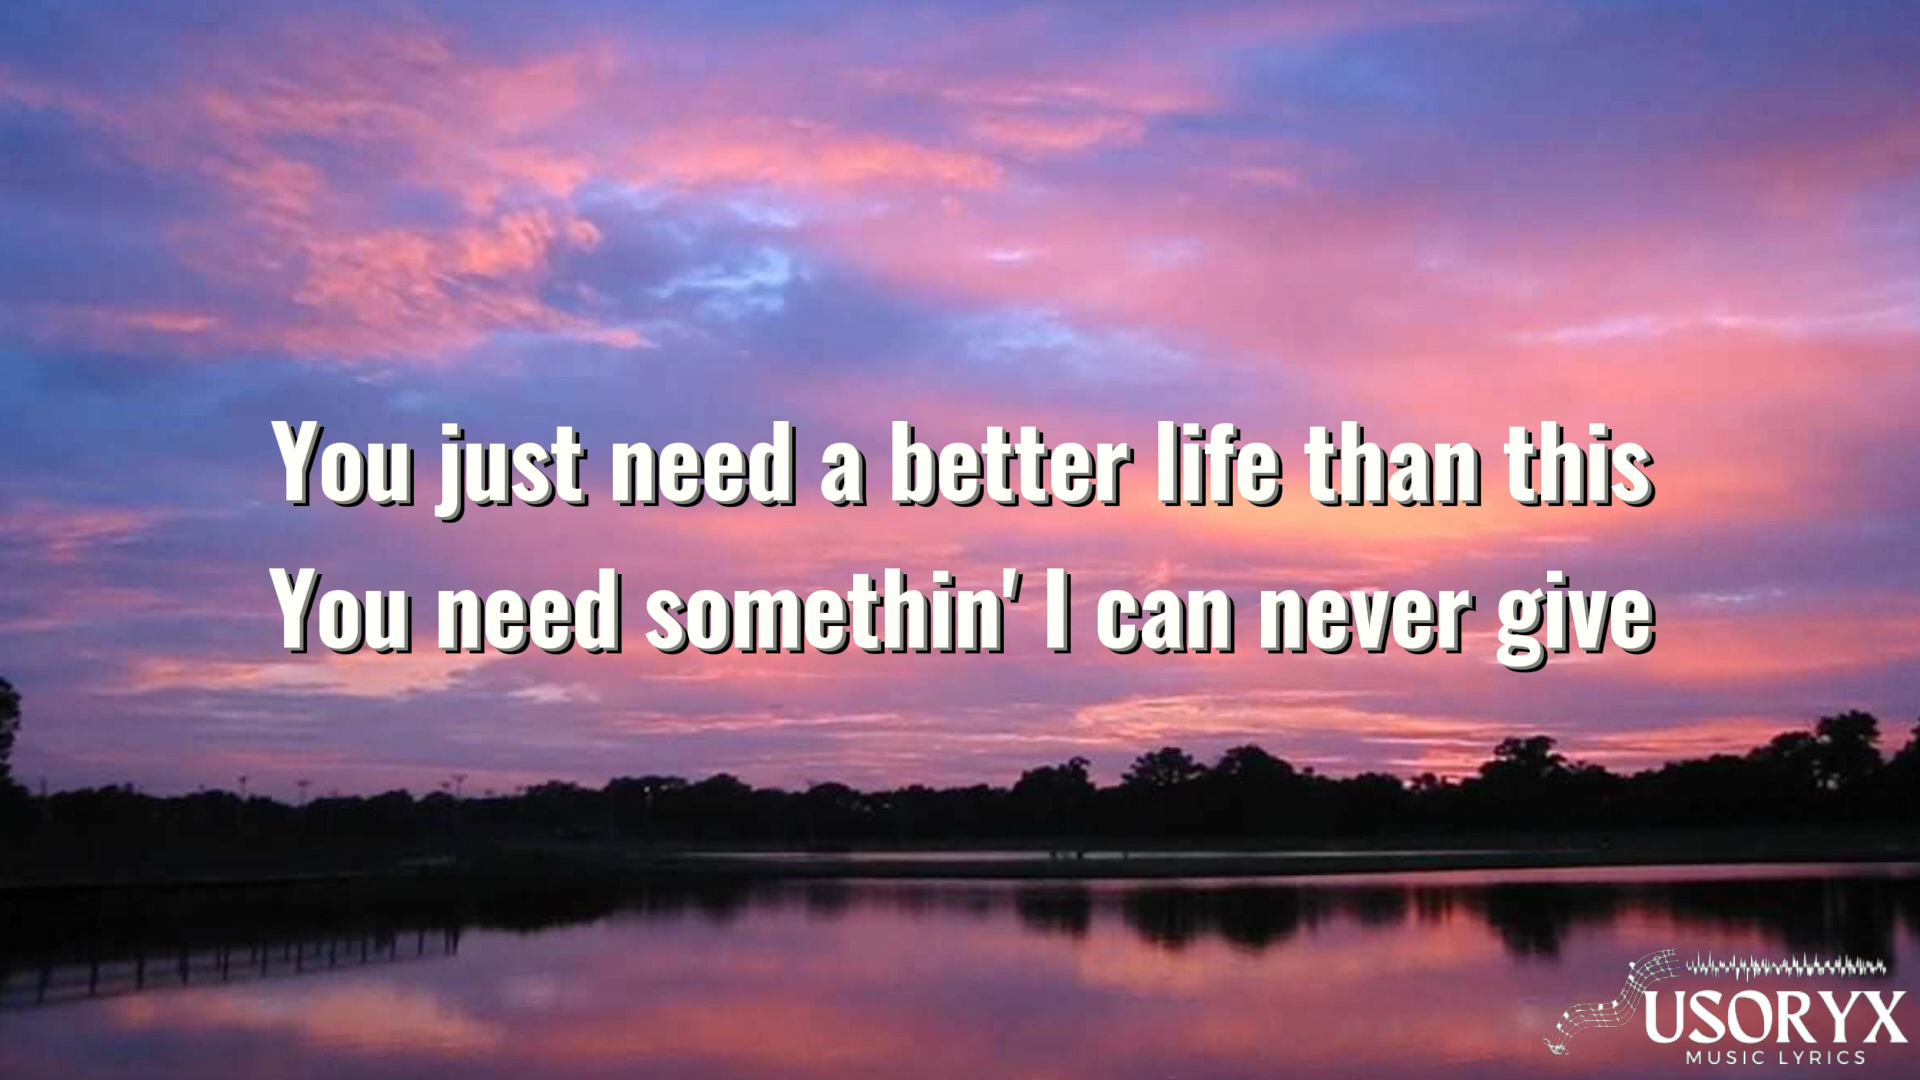 You just need a better life than this
You need somethin' I can never give
USORYX
MUSIC LYRICS